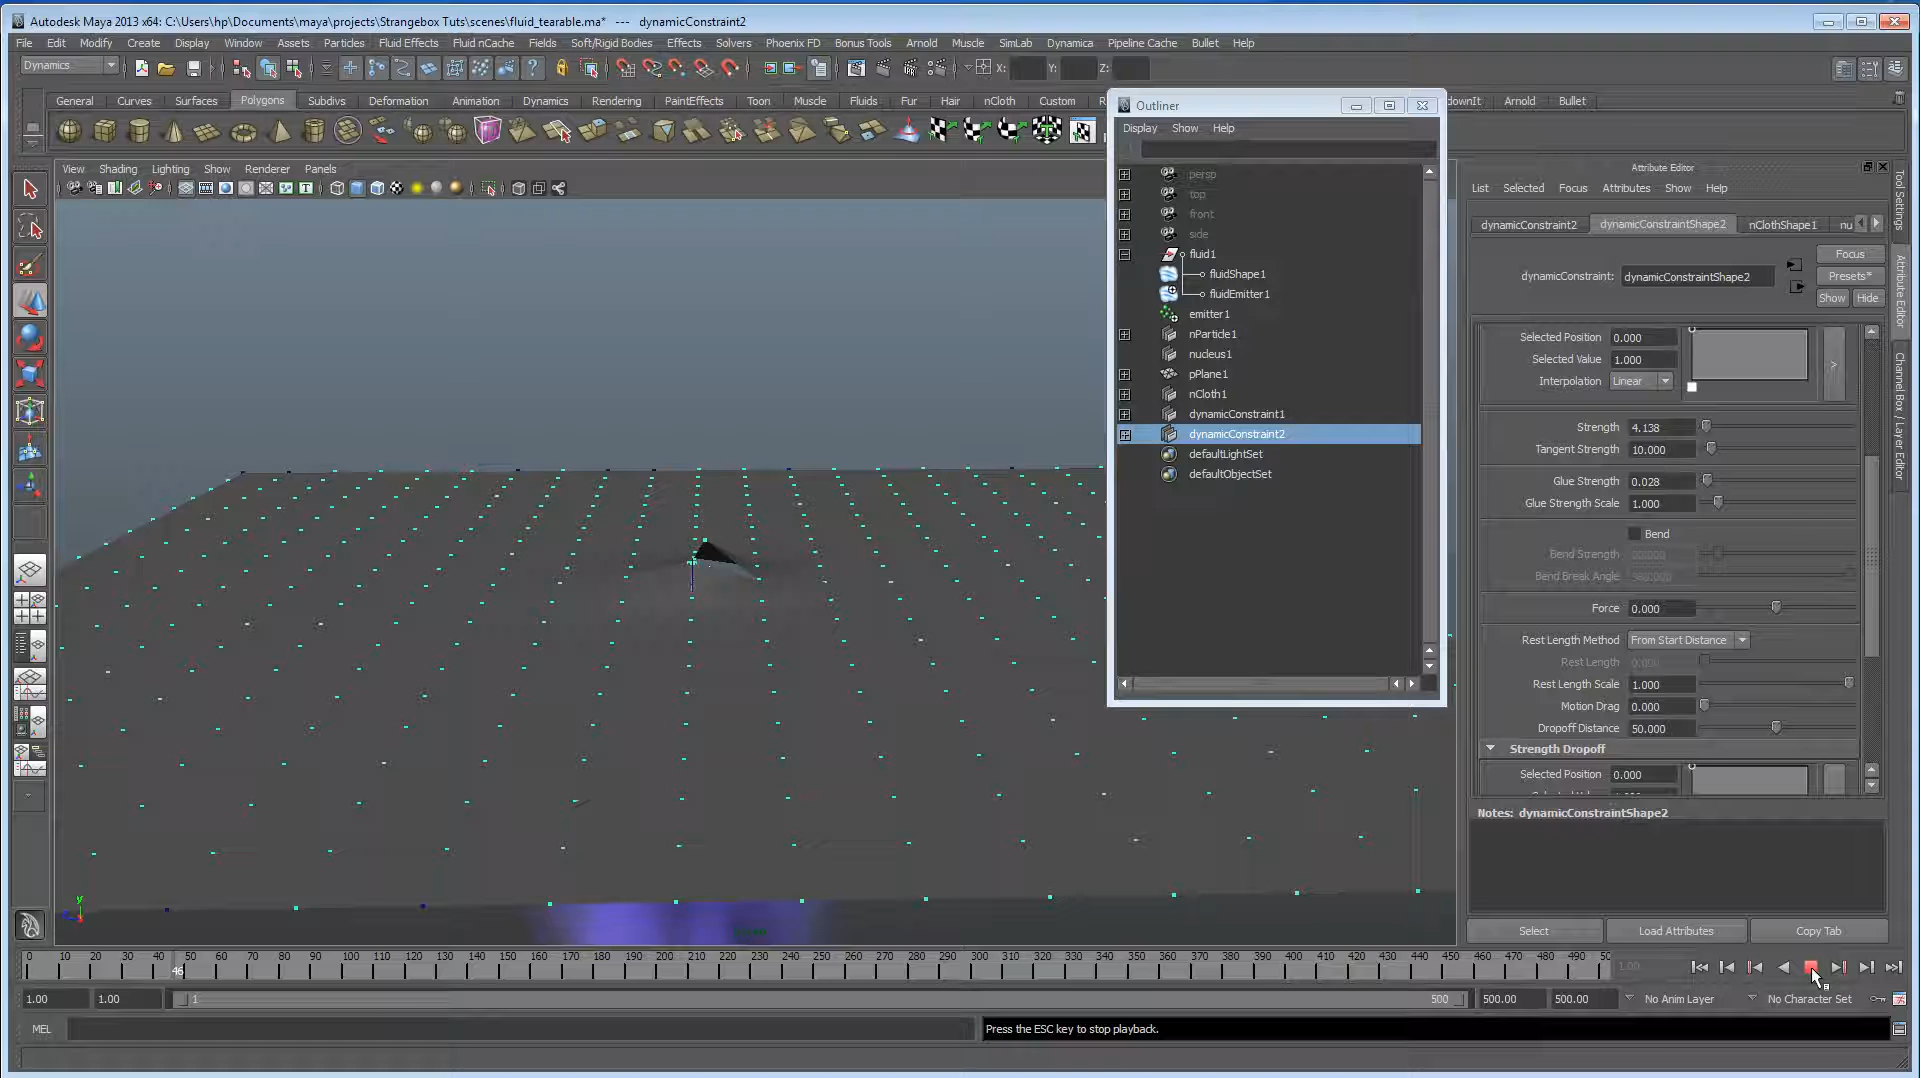 Autodesk Maya 2013 x64: C:\Users\hp\Documents\maya\projects\Strangebox Tuts\scenes\fluid_tearable.ma* --- dynamicConstraint2
File Edit Modify Create Display Window Assets Particles Fluid Effects Fluid nCache Fields Soft/Rigid Bodies Effects Solvers Phoenix FD Bonus Tools Arnold Muscle SimLab Dynamica Pipeline Cache Bullet Help
Dynamics X: Y: Z:
General Curves Surfaces Polygons Subdivs Deformation Animation Dynamics Rendering PaintEffects Toon Muscle Fluids Fur Hair nCloth Custom R downIt Arnold Bullet
Outliner
Display Show Help
persp
top
front
side
fluid1
fluidShape1
fluidEmitter1
emitter1
nParticle1
nucleus1
pPlane1
nCloth1
dynamicConstraint1
dynamicConstraint2
defaultLightSet
defaultObjectSet
View Shading Lighting Show Renderer Panels
Attribute Editor
List Selected Focus Attributes Show Help
dynamicConstraint2 dynamicConstraintShape2 nClothShape1 nu
Focus
dynamicConstraint: dynamicConstraintShape2 Presets*
Show Hide
Selected Position 0.000
Selected Value 1.000
Interpolation Linear
>
Strength 4.138
Tangent Strength 10.000
Glue Strength 0.028
Glue Strength Scale 1.000
Bend
Bend Strength
Bend Break Angle
Force 0.000
Rest Length Method From Start Distance
Rest Length 0.000
Rest Length Scale 1.000
Motion Drag 0.000
Dropoff Distance 50.000
Strength Dropoff
Selected Position 0.000
Notes: dynamicConstraintShape2
Select Load Attributes Copy Tab
Tool Settings
Attribute Editor
Channel Box / Layer Editor
y
0 10 20 30 40 50 60 70 80 90 100 110 120 130 140 150 160 170 180 190 200 210 220 230 240 250 260 270 280 290 300 310 320 330 340 350 360 370 380 390 400 410 420 430 440 450 460 470 480 490 50
46
1.00
1.00 1.00 1 500 500.00 500.00 No Anim Layer No Character Set
MEL Press the ESC key to stop playback.